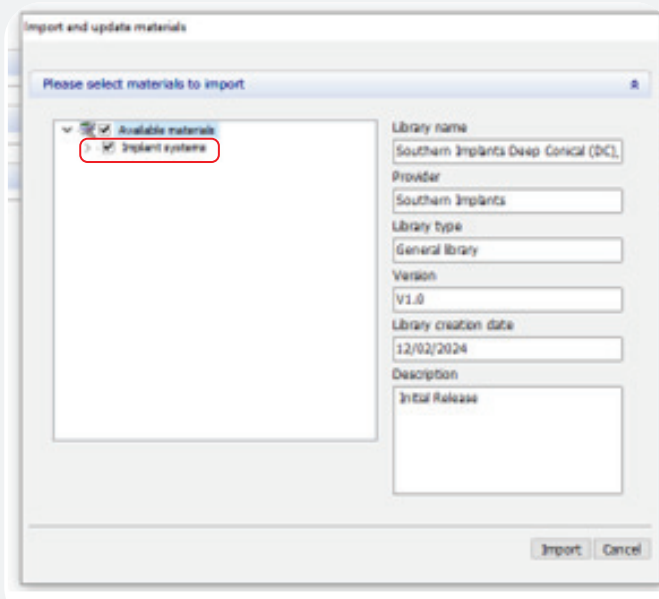 Import and update materials
Please select materials to import
Available materials
Implant systems
Library name
Southern Implants Deep Conical (DC),
Provider
Southern Implants
Library type
General library
Version
V1.0
Library creation date
12/02/2024
Description
Initial Release
Import Cancel